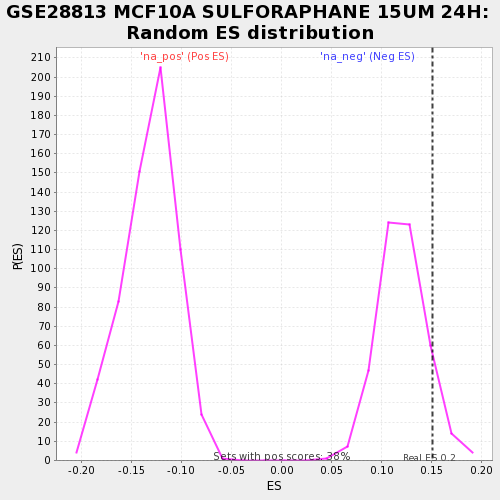 GSE28813 MCF10A SULFORAPHANE 15UM 24H:
Random ES distribution
'na_pos' (Pos ES)
'na_neg' (Neg ES)
210
200
190
180
170
160
150
140
130
120
110
100
90
80
70
60
50
40
30
20
10
0
P(ES)
Sets with pos scores: 38%
Real ES 0.2
-0.20 -0.15 -0.10 -0.05 0.00 0.05 0.10 0.15 0.20
ES